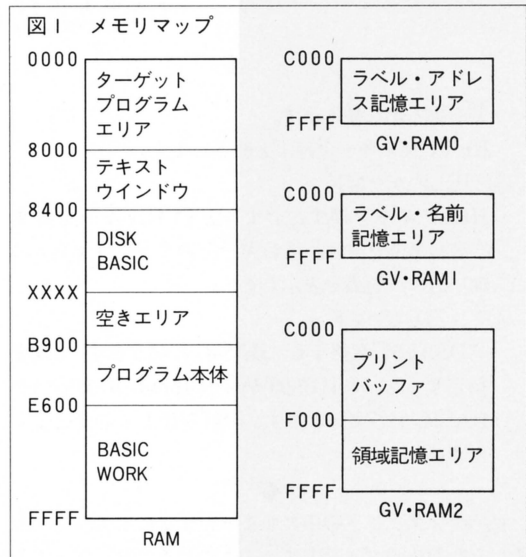 図1 メモリマップ
0000
ターゲット
プログラム
エリア
8000
テキスト
ウインドウ
8400
DISK
BASIC
XXXX
空きエリア
B900
プログラム本体
E600
BASIC
WORK
FFFF
RAM
C000
ラベル・アドレ
ス記憶エリア
FFFF
GV・RAM0
C000
ラベル・名前
記憶エリア
FFFF
GV・RAM1
C000
プリント
バッファ
F000
領域記憶エリア
FFFF
GV・RAM2